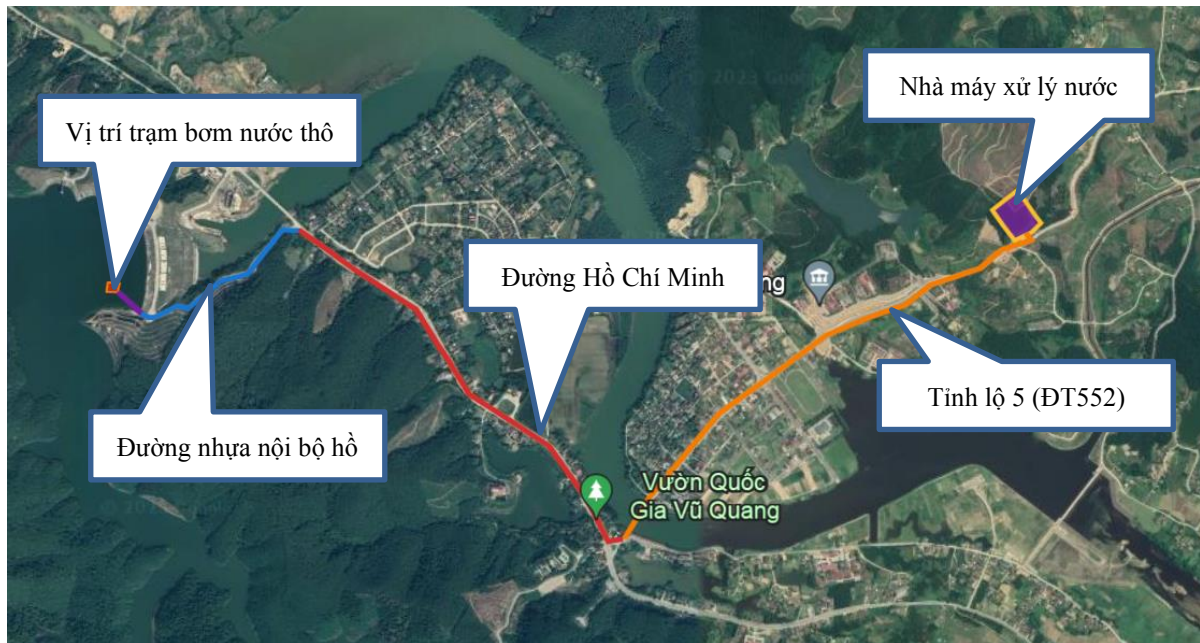 Nhà máy xử lý nước
Vị trí trạm bơm nước thô
Đường Hồ Chí Minh
ng
Tỉnh lộ 5 (ĐT552)
Đường nhựa nội bộ hồ
Vườn Quốc
Gia Vũ Quang